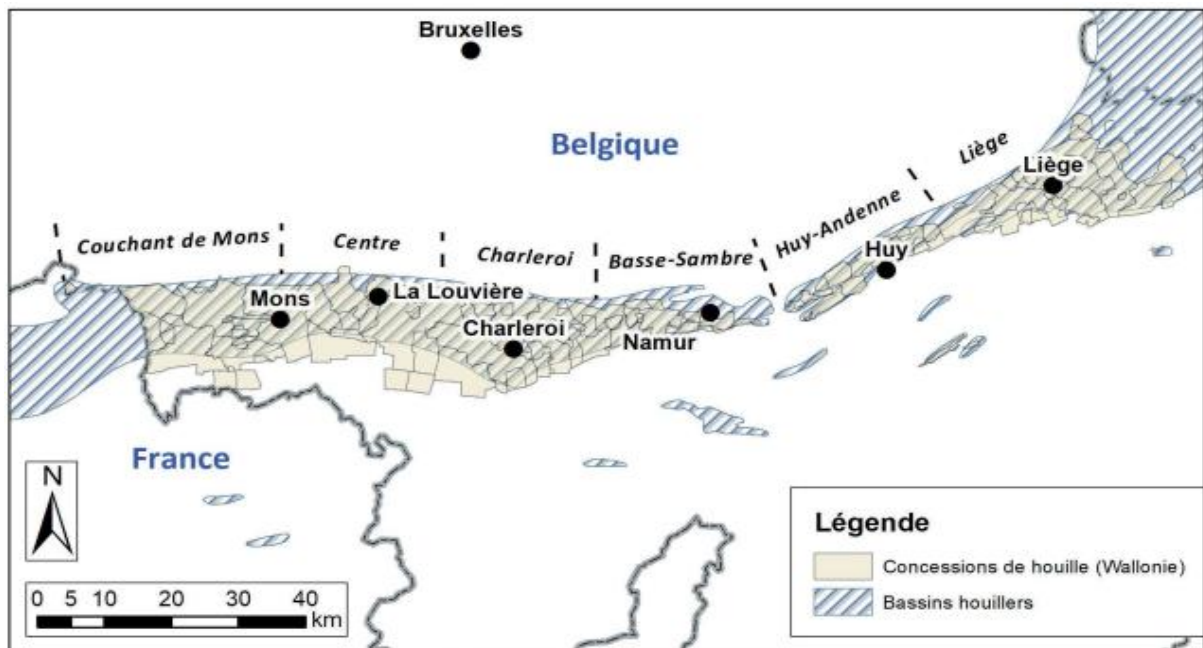 Bruxelles
Belgique
Liège
Liège
Huy-Andenne
Couchant de Mons
Centre
Charleroi
Basse-Sambre
Huy
Mons
La Louvière
Charleroi
Namur
France
N
0 5 10 20 30 40
km
Légende
Concessions de houille (Wallonie)
Bassins houillers